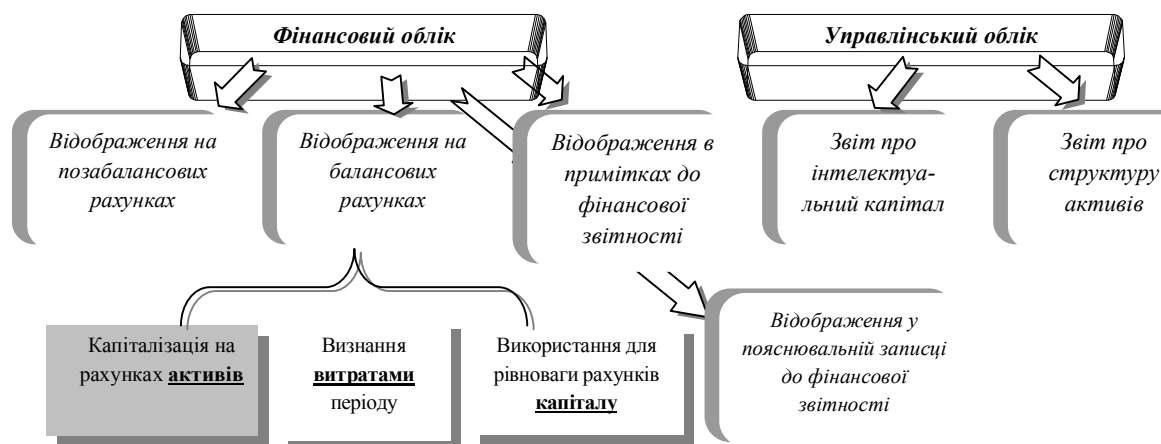 Фінансовий облік
Управлінський облік
Відображення на
позабалансових
рахунках
Відображення на
балансових
рахунках
Відображення в
примітках до
фінансової
звітності
Звіт про
інтелектуа-
льний капітал
Звіт про
структуру
активів
Капіталізація на
рахунках активів
Визнання
витратами
періоду
Використання для
рівноваги рахунків
капіталу
Відображення у
пояснювальній записці
до фінансової
звітності